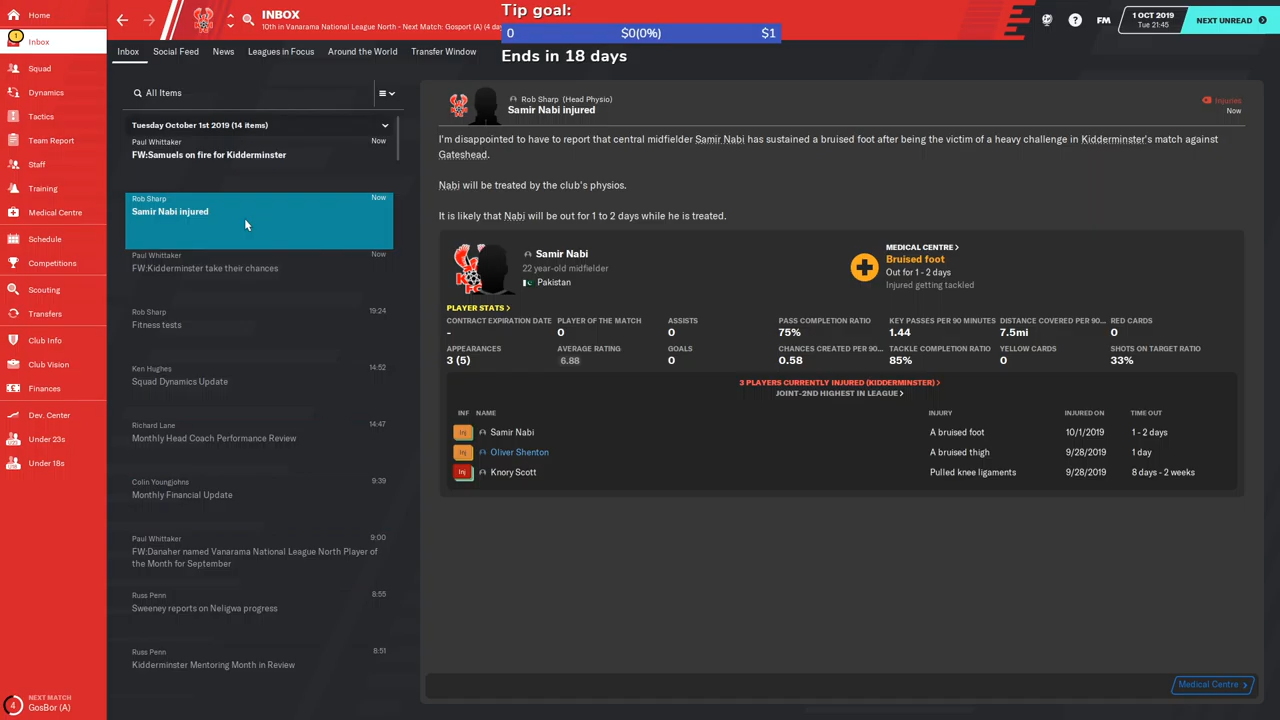 Home
1
Inbox
Squad
Dynamics
Tactics
Team Report
Staff
Training
Medical Centre
Schedule
Competitions
Scouting
Transfers
Club Info
Club Vision
Finances
Dev. Center
Under 23s
Under 18s
4
NEXT MATCH
GosBor (A)
INBOX
10th in Vanarama National League North - Next Match: Gosport (A) (4 day
Tip goal:
0 $0(0%) $1
Ends in 18 days
?
FM
1 OCT 2019
Tue 21:45
NEXT UNREAD
Inbox Social Feed News Leagues in Focus Around the World Transfer Window
All Items
Tuesday October 1st 2019 (14 items)
Paul Whittaker Now
FW:Samuels on fire for Kidderminster
Rob Sharp Now
Samir Nabi injured
Paul Whittaker Now
FW:Kidderminster take their chances
Rob Sharp 19:24
Fitness tests
Ken Hughes 14:52
Squad Dynamics Update
Richard Lane 14:47
Monthly Head Coach Performance Review
Colin Youngjohns 9:39
Monthly Financial Update
Paul Whittaker 9:00
FW:Danaher named Vanarama National League North Player of
the Month for September
Russ Penn 8:55
Sweeney reports on Neligwa progress
Russ Penn 8:51
Kidderminster Mentoring Month in Review
Rob Sharp (Head Physio)
Samir Nabi injured
Injuries
Now
I'm disappointed to have to report that central midfielder Samir Nabi has sustained a bruised foot after being the victim of a heavy challenge in Kidderminster's match against
Gateshead.
Nabi will be treated by the club's physios.
It is likely that Nabi will be out for 1 to 2 days while he is treated.
Samir Nabi
22 year-old midfielder
Pakistan
MEDICAL CENTRE >
Bruised foot
Out for 1 - 2 days
Injured getting tackled
PLAYER STATS >
CONTRACT EXPIRATION DATE PLAYER OF THE MATCH ASSISTS PASS COMPLETION RATIO KEY PASSES PER 90 MINUTES DISTANCE COVERED PER 90... RED CARDS
- 0 0 75% 1.44 7.5mi 0
APPEARANCES AVERAGE RATING GOALS CHANCES CREATED PER 90... TACKLE COMPLETION RATIO YELLOW CARDS SHOTS ON TARGET RATIO
3 (5) 6.88 0 0.58 85% 0 33%
3 PLAYERS CURRENTLY INJURED (KIDDERMINSTER) >
JOINT-2ND HIGHEST IN LEAGUE >
INF NAME INJURY INJURED ON TIME OUT
Inj Samir Nabi A bruised foot 10/1/2019 1 - 2 days
Inj Oliver Shenton A bruised thigh 9/28/2019 1 day
Inj Knory Scott Pulled knee ligaments 9/28/2019 8 days - 2 weeks
Medical Centre >